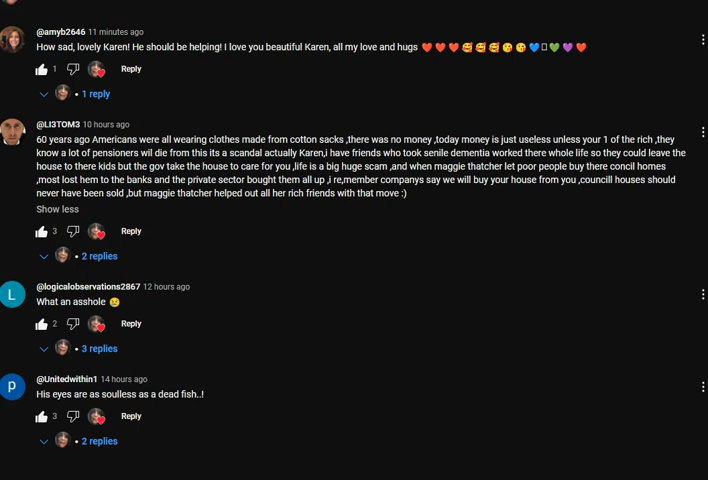 @amyb2646 11 minutes ago
How sad, lovely Karen! He should be helping! I love you beautiful Karen, all my love and hugs ❤️ ❤️ ❤️ 🥰 🥰 🥰 😘 😘 💙 💚 💜 ❤️
1 Reply
• 1 reply
@LI3TOM3 10 hours ago
60 years ago Americans were all wearing clothes made from cotton sacks ,there was no money ,today money is just useless unless your 1 of the rich ,they
know a lot of pensioners wil die from this its a scandal actually Karen,i have friends who took senile dementia worked there whole life so they could leave the
house to there kids but the gov take the house to care for you ,life is a big huge scam ,and when maggie thatcher let poor people buy there concil homes
,most lost hem to the banks and the private sector bought them all up ,i re,member companys say we will buy your house from you ,councill houses should
never have been sold ,but maggie thatcher helped out all her rich friends with that move :)
Show less
3 Reply
• 2 replies
L @logicalobservations2867 12 hours ago
What an asshole 😢
2 Reply
• 3 replies
p @Unitedwithin1 14 hours ago
His eyes are as soulless as a dead fish..!
3 Reply
• 2 replies